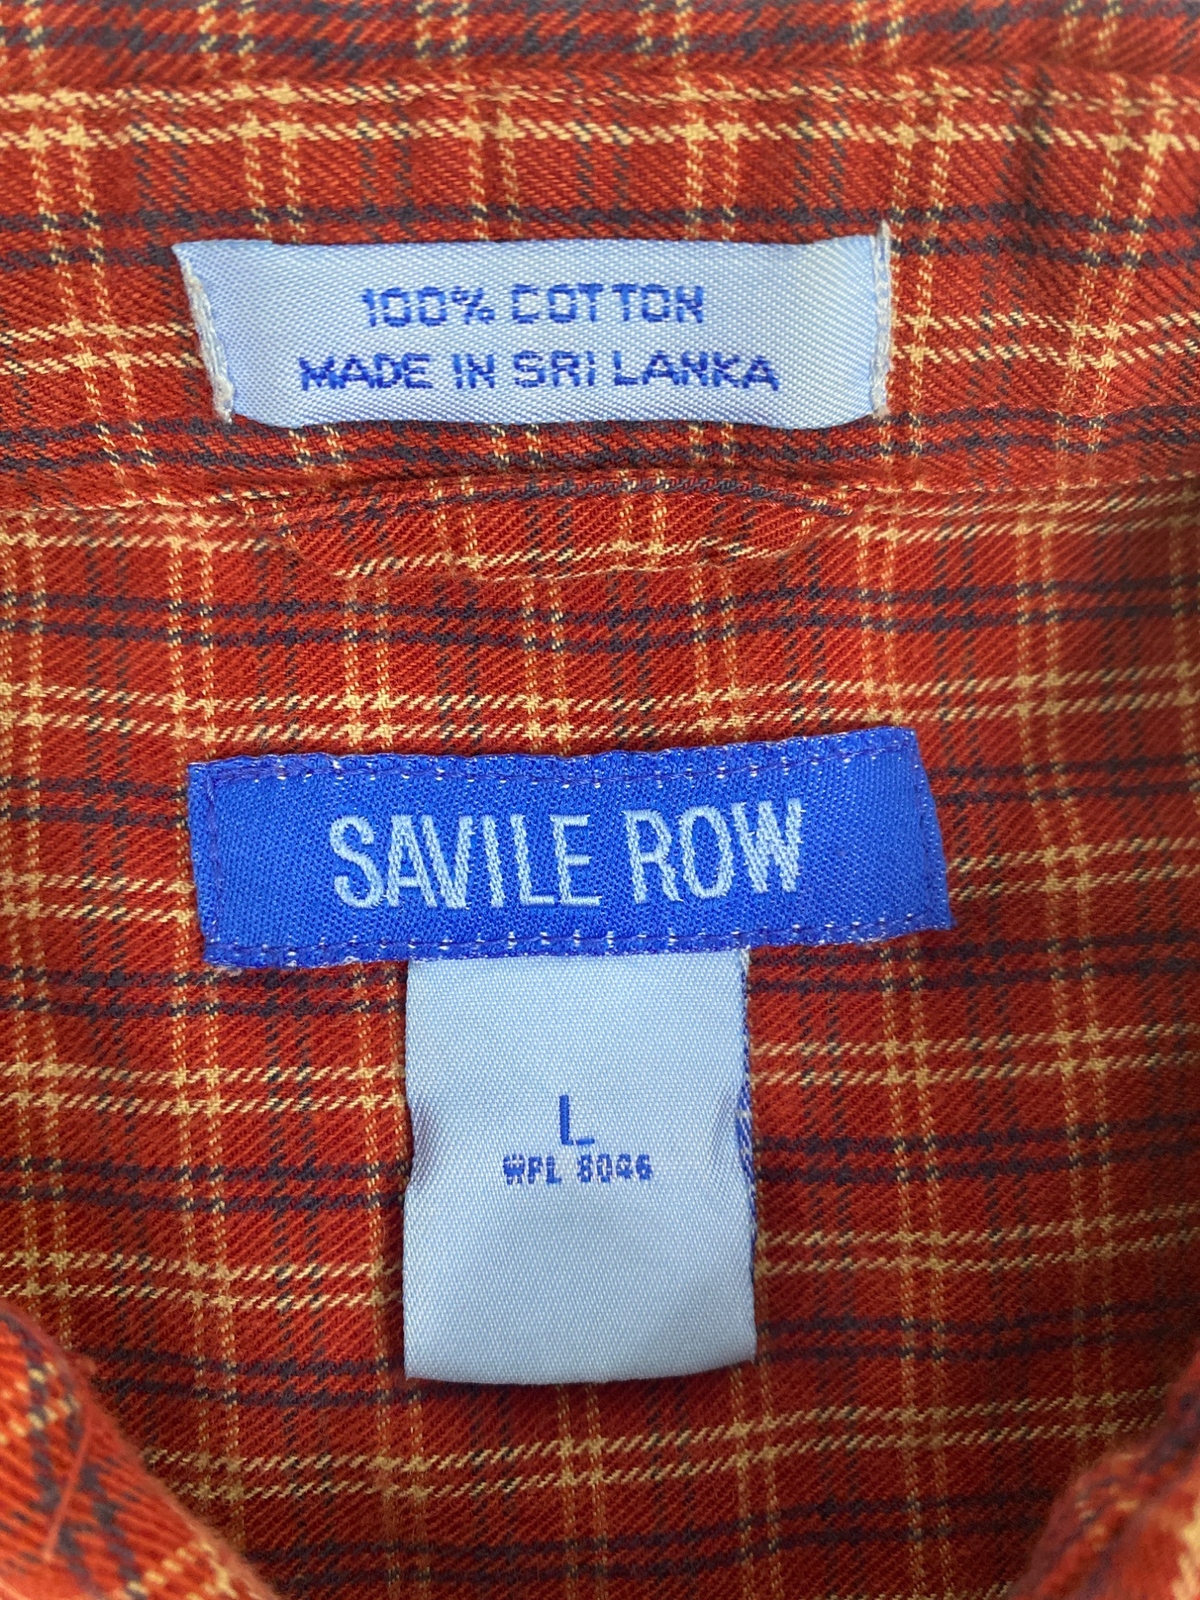 100% COTTON
MADE IN SRI LANKA
SAVILE ROW
L
WPL 8046